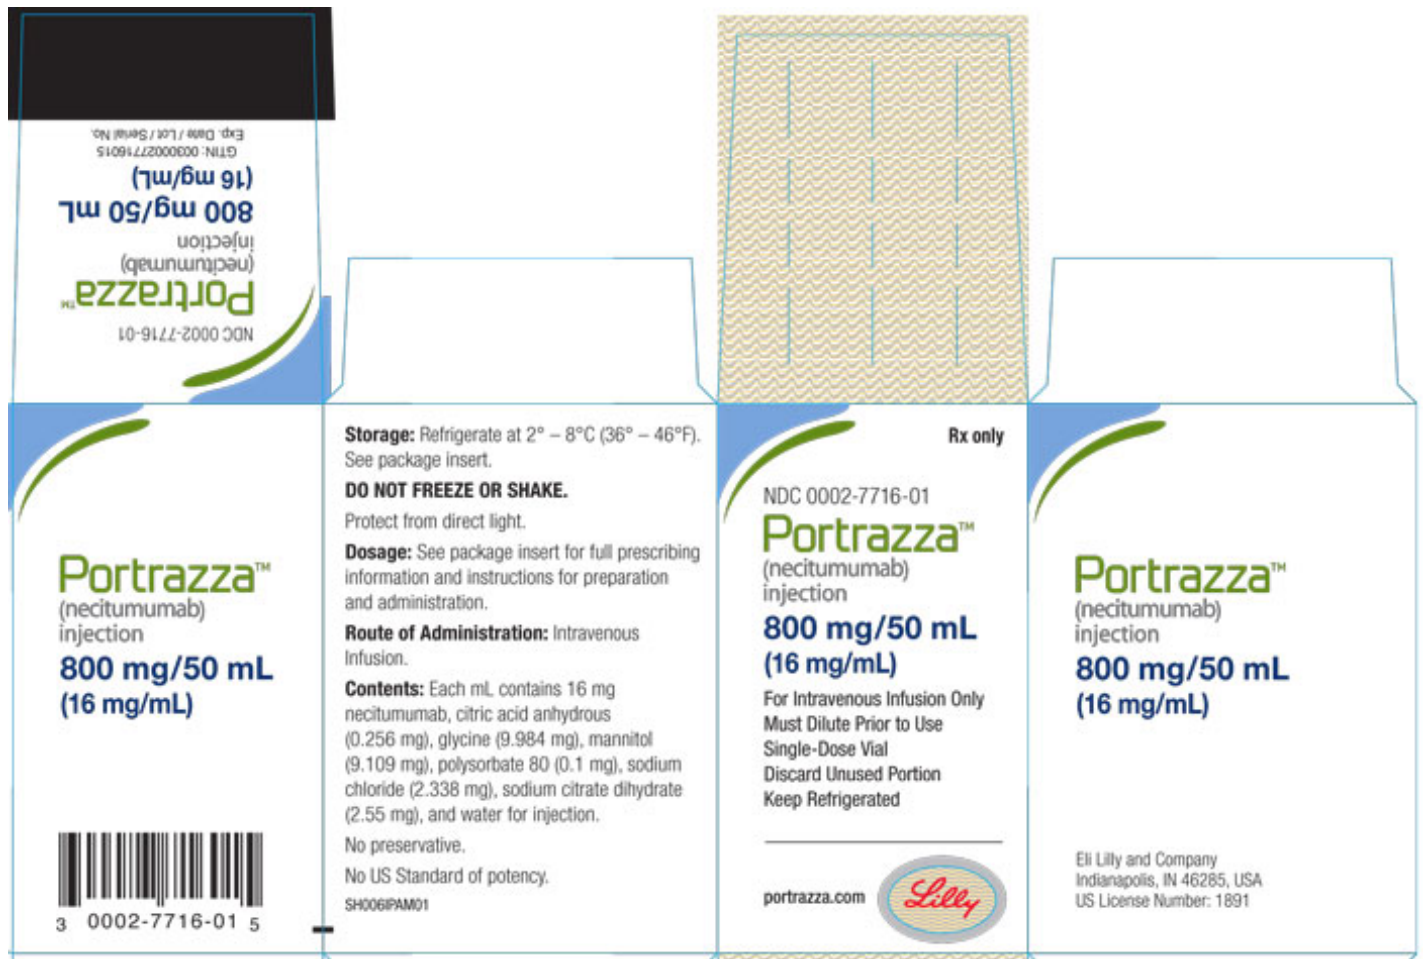 NDC 0002-7716-01
Portrazza™
(necitumumab)
injection
800 mg/50 mL
(16 mg/mL)
GTIN: 00300027716015
Exp. Date / Lot / Serial No.
Portrazza™
(necitumumab)
injection
800 mg/50 mL
(16 mg/mL)
3 0002-7716-01 5
Storage: Refrigerate at 2° – 8°C (36° – 46°F).
See package insert.
DO NOT FREEZE OR SHAKE.
Protect from direct light.
Dosage: See package insert for full prescribing
information and instructions for preparation
and administration.
Route of Administration: Intravenous
Infusion.
Contents: Each mL contains 16 mg
necitumumab, citric acid anhydrous
(0.256 mg), glycine (9.984 mg), mannitol
(9.109 mg), polysorbate 80 (0.1 mg), sodium
chloride (2.338 mg), sodium citrate dihydrate
(2.55 mg), and water for injection.
No preservative.
No US Standard of potency.
SH006IPAM01
Rx only
NDC 0002-7716-01
Portrazza™
(necitumumab)
injection
800 mg/50 mL
(16 mg/mL)
For Intravenous Infusion Only
Must Dilute Prior to Use
Single-Dose Vial
Discard Unused Portion
Keep Refrigerated
portrazza.com
Lilly
Portrazza™
(necitumumab)
injection
800 mg/50 mL
(16 mg/mL)
Eli Lilly and Company
Indianapolis, IN 46285, USA
US License Number: 1891